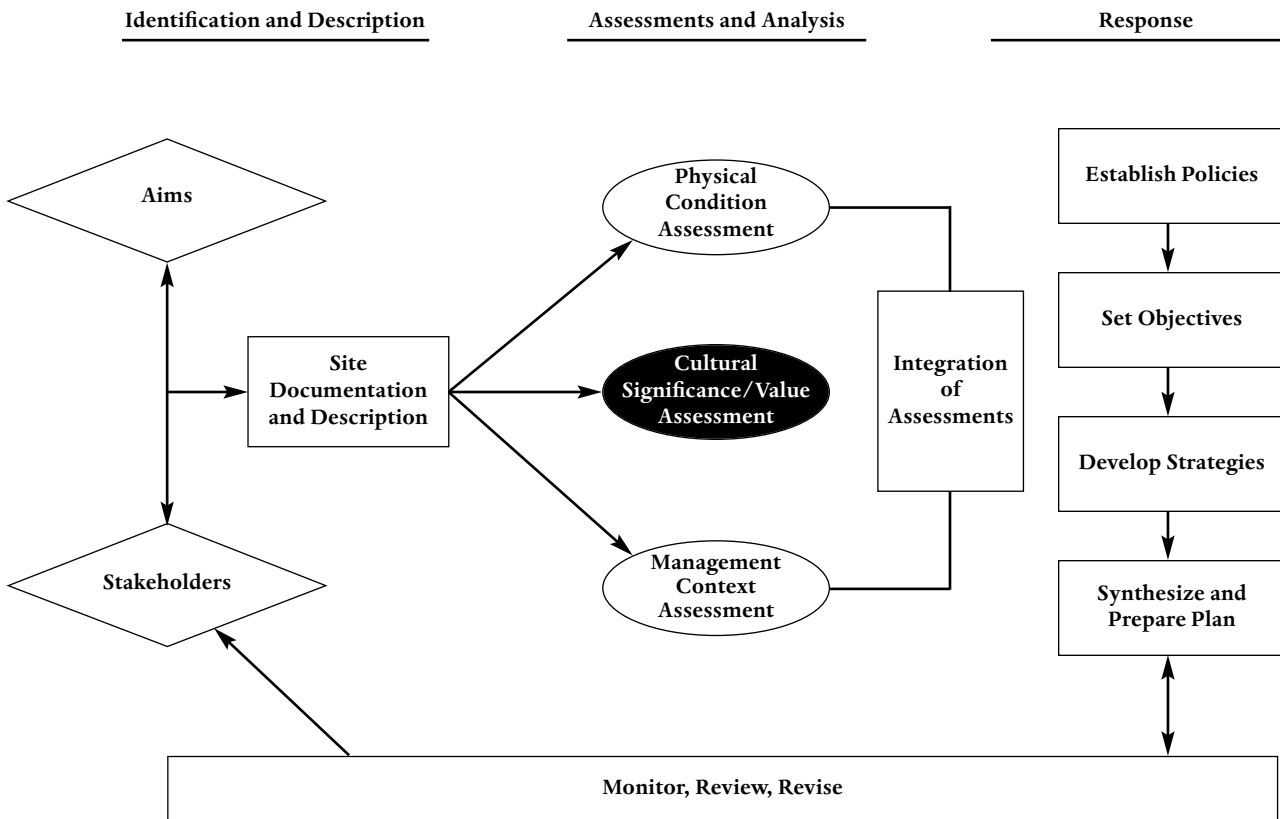 Identification and Description
Assessments and Analysis
Response
Aims
Stakeholders
Site
Documentation
and Description
Physical
Condition
Assessment
Cultural
Significance/Value
Assessment
Management
Context
Assessment
Integration
of
Assessments
Establish Policies
Set Objectives
Develop Strategies
Synthesize and
Prepare Plan
Monitor, Review, Revise